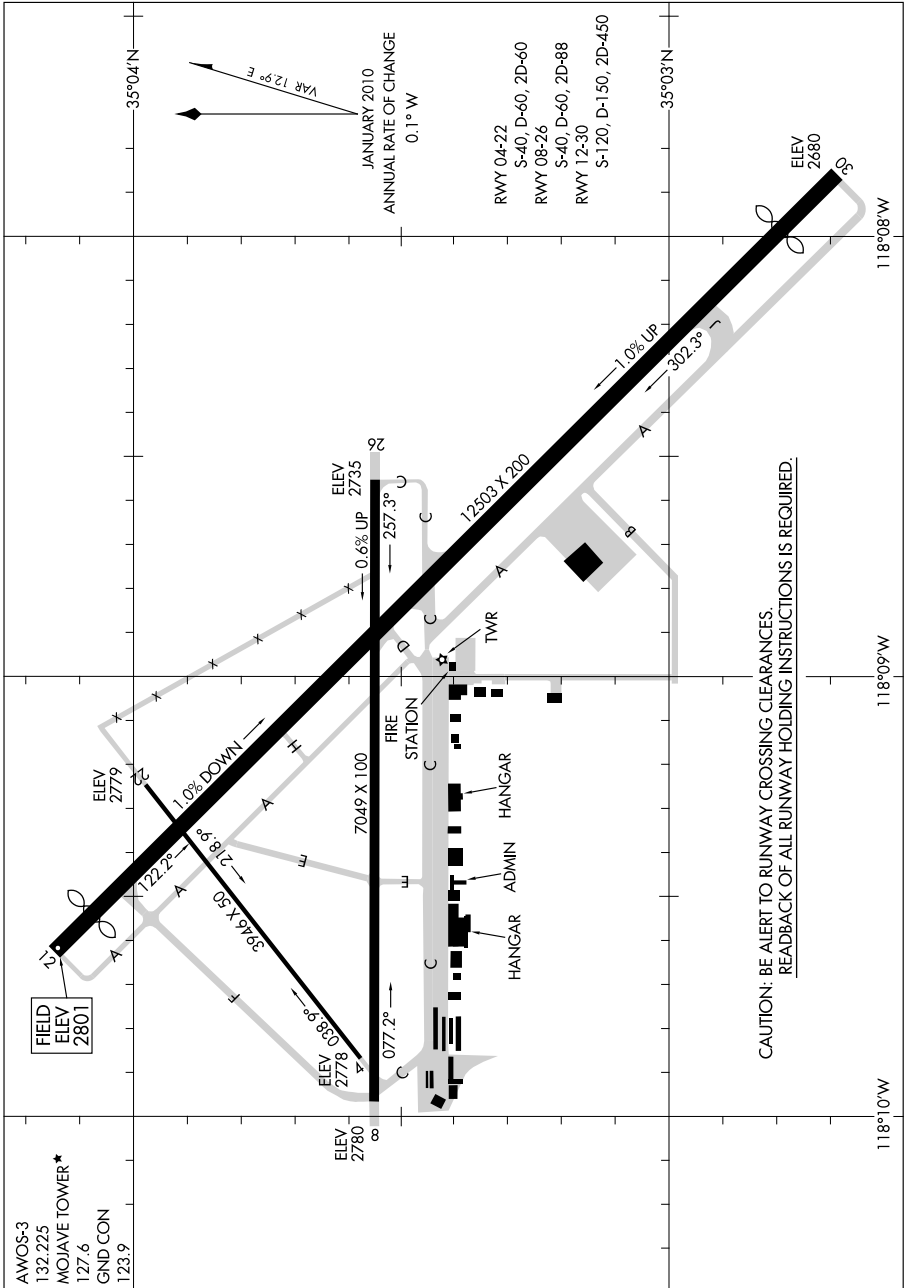 AWOS-3
132.225
MOJAVE TOWER★
127.6
GND CON
123.9
35°04'N
VAR 12.9° E
JANUARY 2010
ANNUAL RATE OF CHANGE
0.1° W
RWY 04-22
S-40, D-60, 2D-60
RWY 08-26
S-40, D-60, 2D-88
RWY 12-30
S-120, D-150, 2D-450
35°03'N
FIELD
ELEV
2801
12
A
A
122.2°
1.0% DOWN
ELEV
2779
22
218.9°
3946 X 50
038.9°
4
ELEV
2778
F
A
H
E
E
X
X
X
X
X
X
ELEV
2780
8
077.2°
7049 X 100
0.6% UP
257.3°
ELEV
2735
26
C
C
C
C
C
C
D
FIRE
STATION
TWR
HANGAR
ADMIN
HANGAR
12503 X 200
A
A
B
J
1.0% UP
302.3°
ELEV
2680
30
CAUTION: BE ALERT TO RUNWAY CROSSING CLEARANCES.
READBACK OF ALL RUNWAY HOLDING INSTRUCTIONS IS REQUIRED.
118°10'W
118°09'W
118°08'W